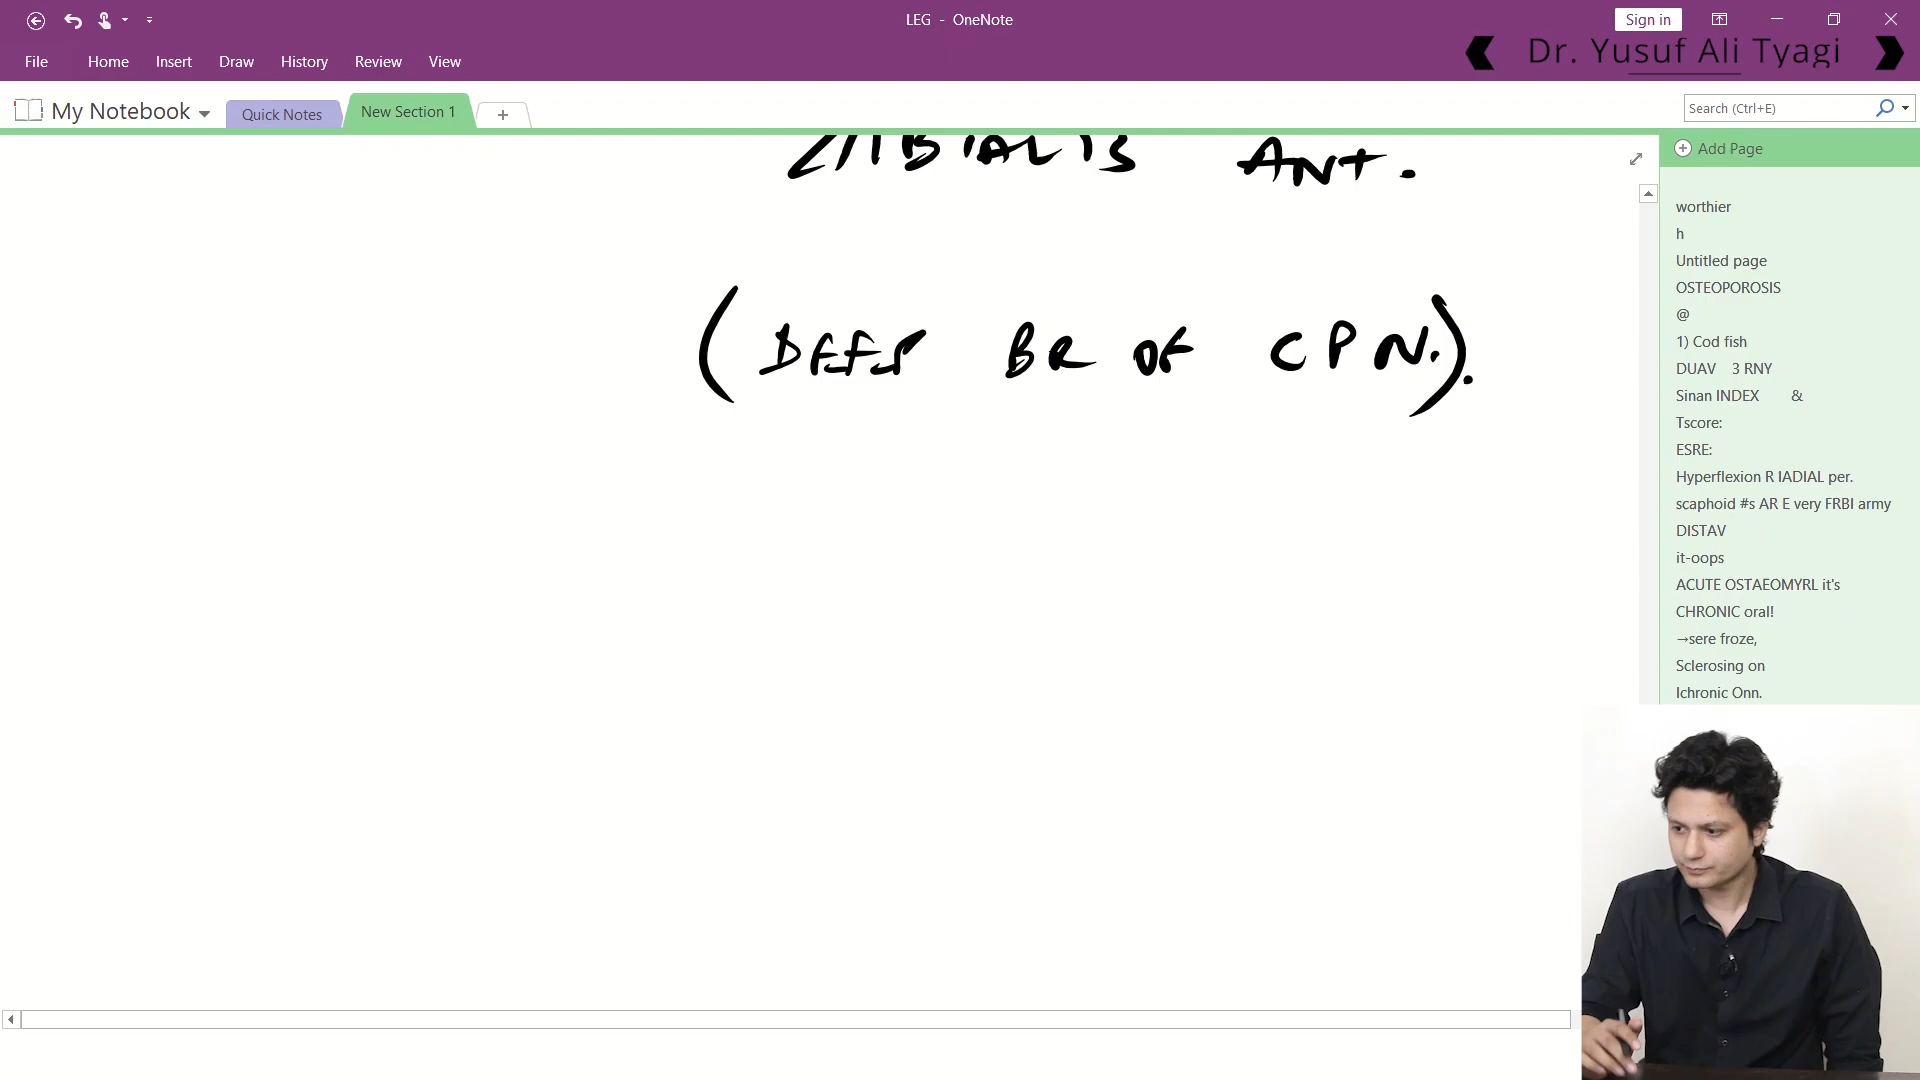 LEG - OneNote
Sign in
File Home Insert Draw History Review View
Dr. Yusuf Ali Tyagi
My Notebook Quick Notes New Section 1 +
Search (Ctrl+E)
Add Page
TIBIALIS ANT.
(DEEP BR OF CPN.).
worthier
h
Untitled page
OSTEOPOROSIS
@
1) Cod fish
DUAV 3 RNY
Sinan INDEX &
Tscore:
ESRE:
Hyperflexion R IADIAL per.
scaphoid #s AR E very FRBI army
DISTAV
it-oops
ACUTE OSTAEOMYRL it's
CHRONIC oral!
→sere froze,
Sclerosing on
Ichronic Onn.